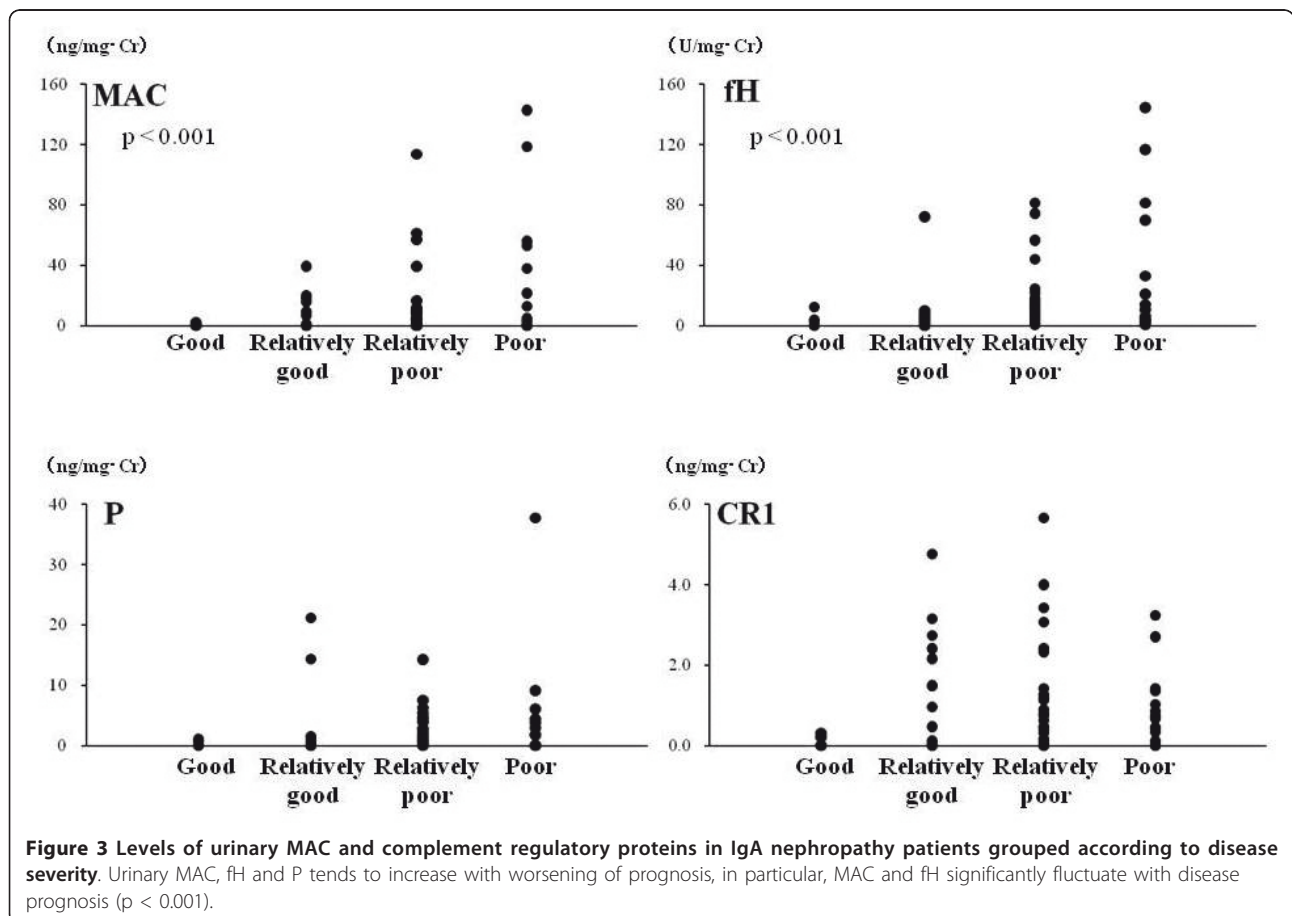 (ng/mg·Cr)
160
120
80
40
0
MAC
p < 0.001
Good
Relatively good
Relatively poor
Poor
(U/mg·Cr)
160
120
80
40
0
fH
p < 0.001
Good
Relatively good
Relatively poor
Poor
(ng/mg·Cr)
40
30
20
10
0
P
Good
Relatively good
Relatively poor
Poor
(ng/mg·Cr)
6.0
4.0
2.0
0.0
CR1
Good
Relatively good
Relatively poor
Poor
Figure 3 Levels of urinary MAC and complement regulatory proteins in IgA nephropathy patients grouped according to disease
severity. Urinary MAC, fH and P tends to increase with worsening of prognosis, in particular, MAC and fH significantly fluctuate with disease
prognosis (p < 0.001).